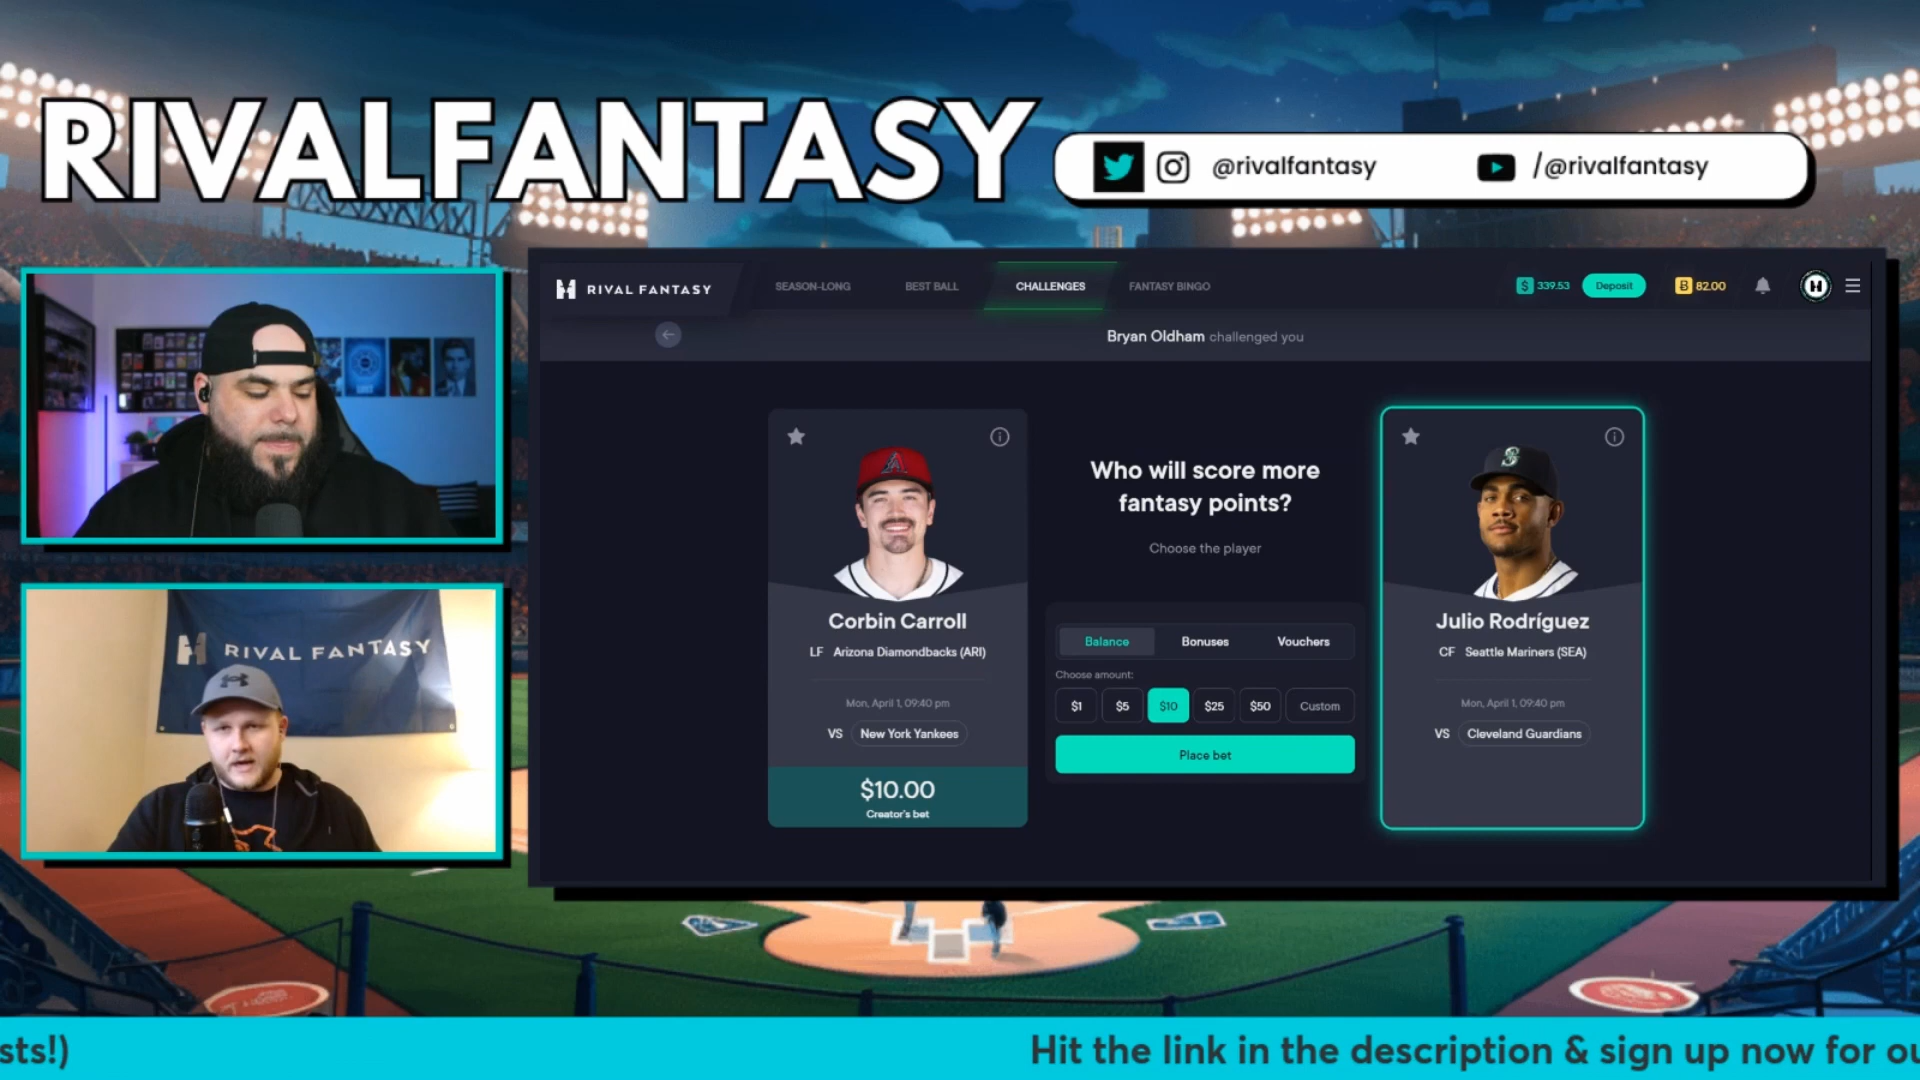 RIVALFANTASY
@rivalfantasy
/@rivalfantasy
RIVAL FANTASY
SEASON-LONG
BEST BALL
CHALLENGES
FANTASY BINGO
$ 339.53
Deposit
B 82.00
Bryan Oldham challenged you
Corbin Carroll
LF Arizona Diamondbacks (ARI)
Mon, April 1, 09:40 pm
VS New York Yankees
$10.00
Creator's bet
Who will score more
fantasy points?
Choose the player
Balance
Bonuses
Vouchers
Choose amount:
$1
$5
$10
$25
$50
Custom
Place bet
Julio Rodríguez
CF Seattle Mariners (SEA)
Mon, April 1, 09:40 pm
VS Cleveland Guardians
RIVAL FANTASY
sts!)
Hit the link in the description & sign up now for ou